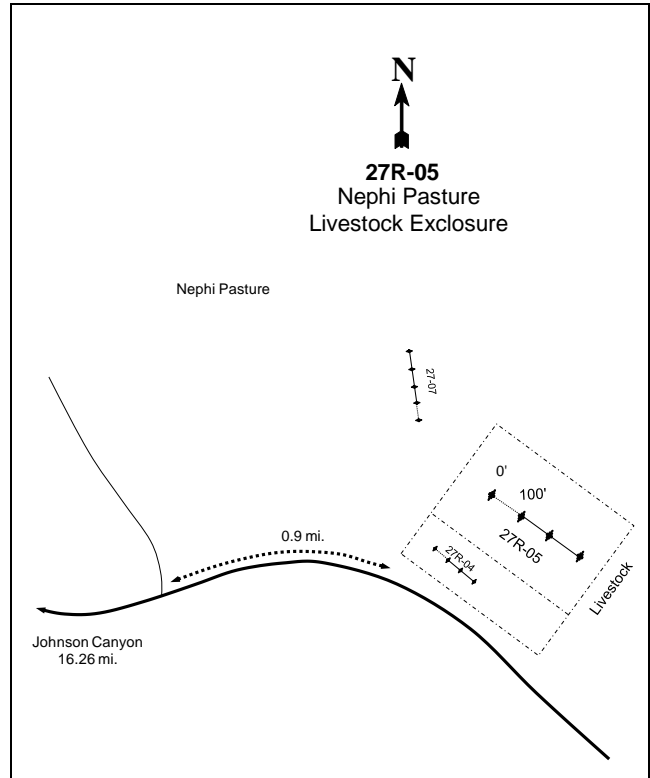 N
27R-05
Nephi Pasture
Livestock Exclosure
Nephi Pasture
27-07
0'
100'
27R-05
27R-04
Livestock
0.9 mi.
Johnson Canyon
16.26 mi.